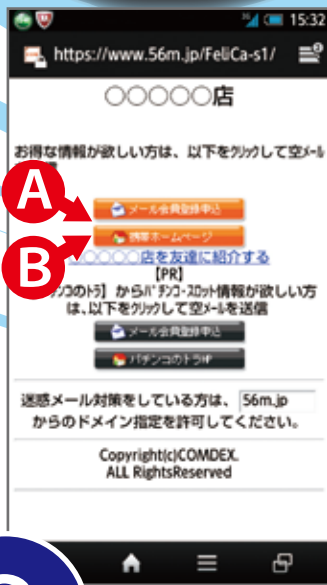 15:32
https://www.56m.jp/FeliCa-s1/
○○○○○店
お得な情報が欲しい方は、以下をクリックして空メール
A
メール会員登録申込
B
携帯ホームページ
○○○○○店を友達に紹介する
【PR】
ンコのトラ】からパチンコ・スロット情報が欲しい方
は、以下をクリックして空メールを送信
メール会員登録申込
パチンコのトラHP
迷惑メール対策をしている方は、56m.jp
からのドメイン指定を許可してください。
Copyright(c)COMDEX.
ALL RightsReserved